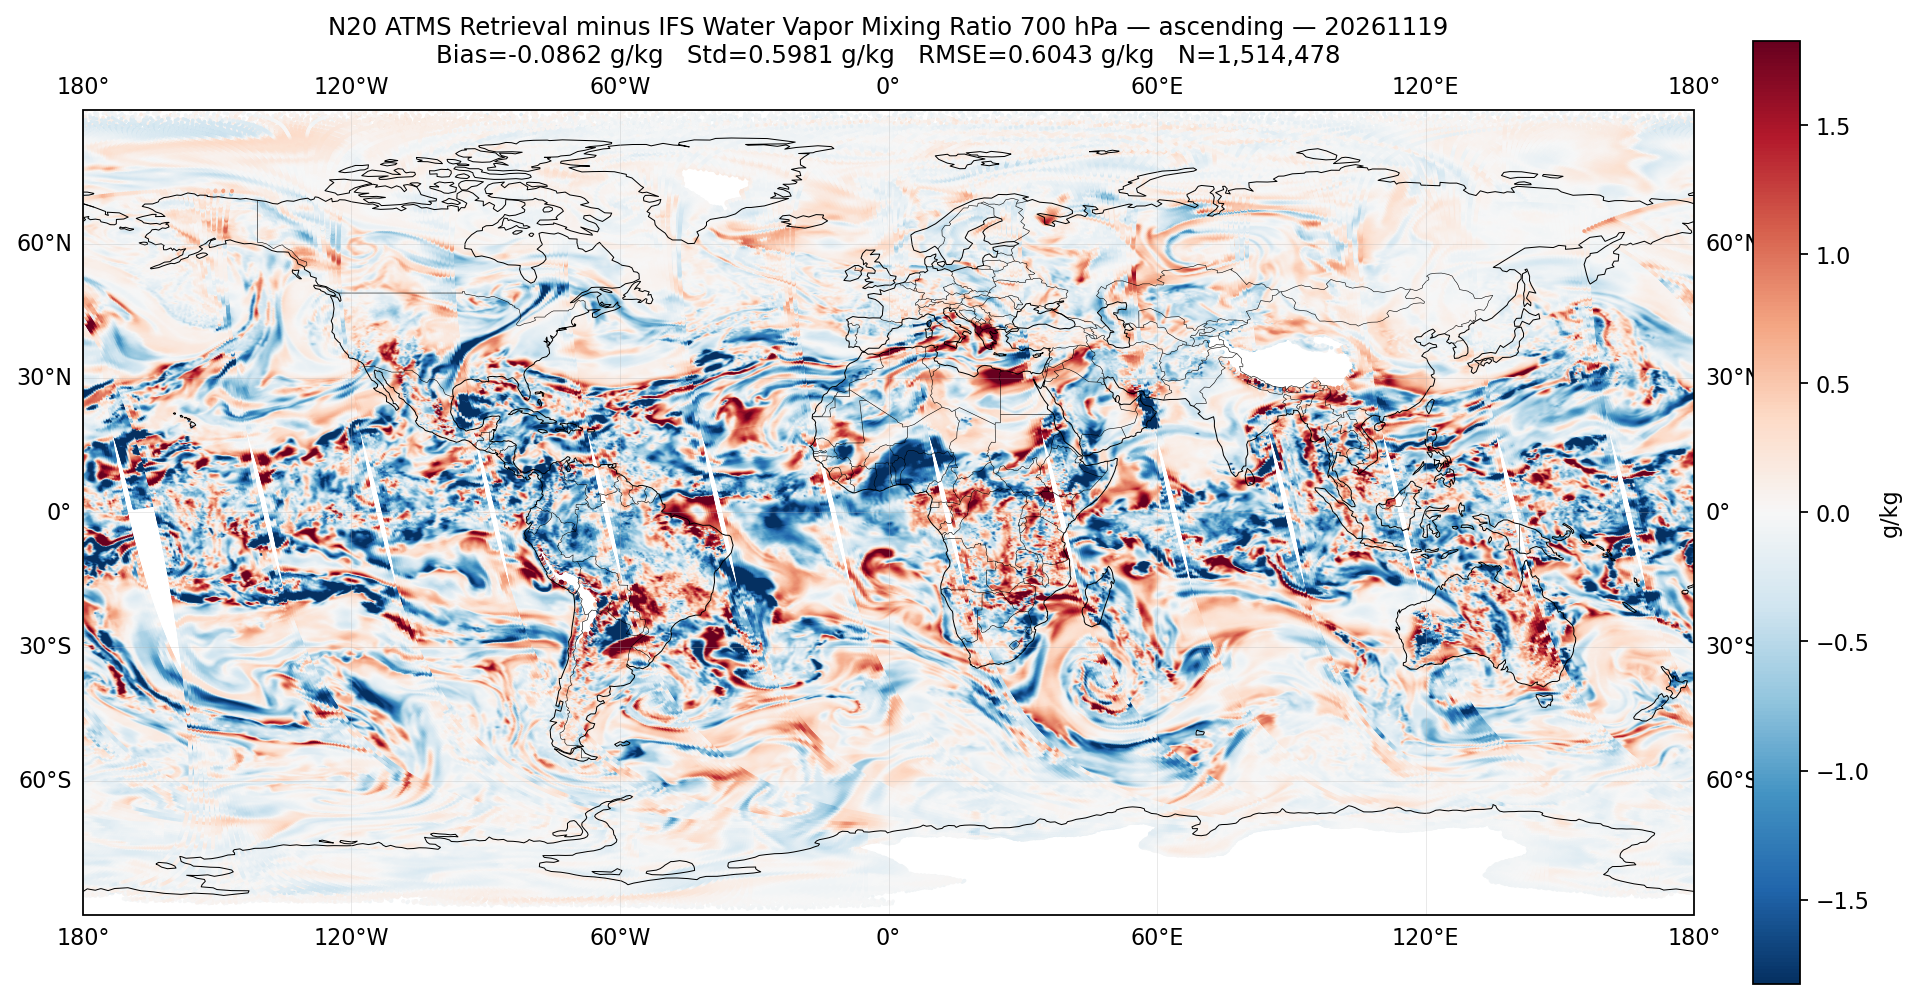 N20 ATMS Retrieval minus IFS Water Vapor Mixing Ratio 700 hPa — ascending — 20261119
Bias=-0.0862 g/kg Std=0.5981 g/kg RMSE=0.6043 g/kg N=1,514,478
180° 120°W 60°W 0° 60°E 120°E 180°
60°N 60°N
30°N 30°N
0° 0°
30°S 30°S
60°S 60°S
180° 120°W 60°W 0° 60°E 120°E 180°
1.5
1.0
0.5
0.0
−0.5
−1.0
−1.5
g/kg